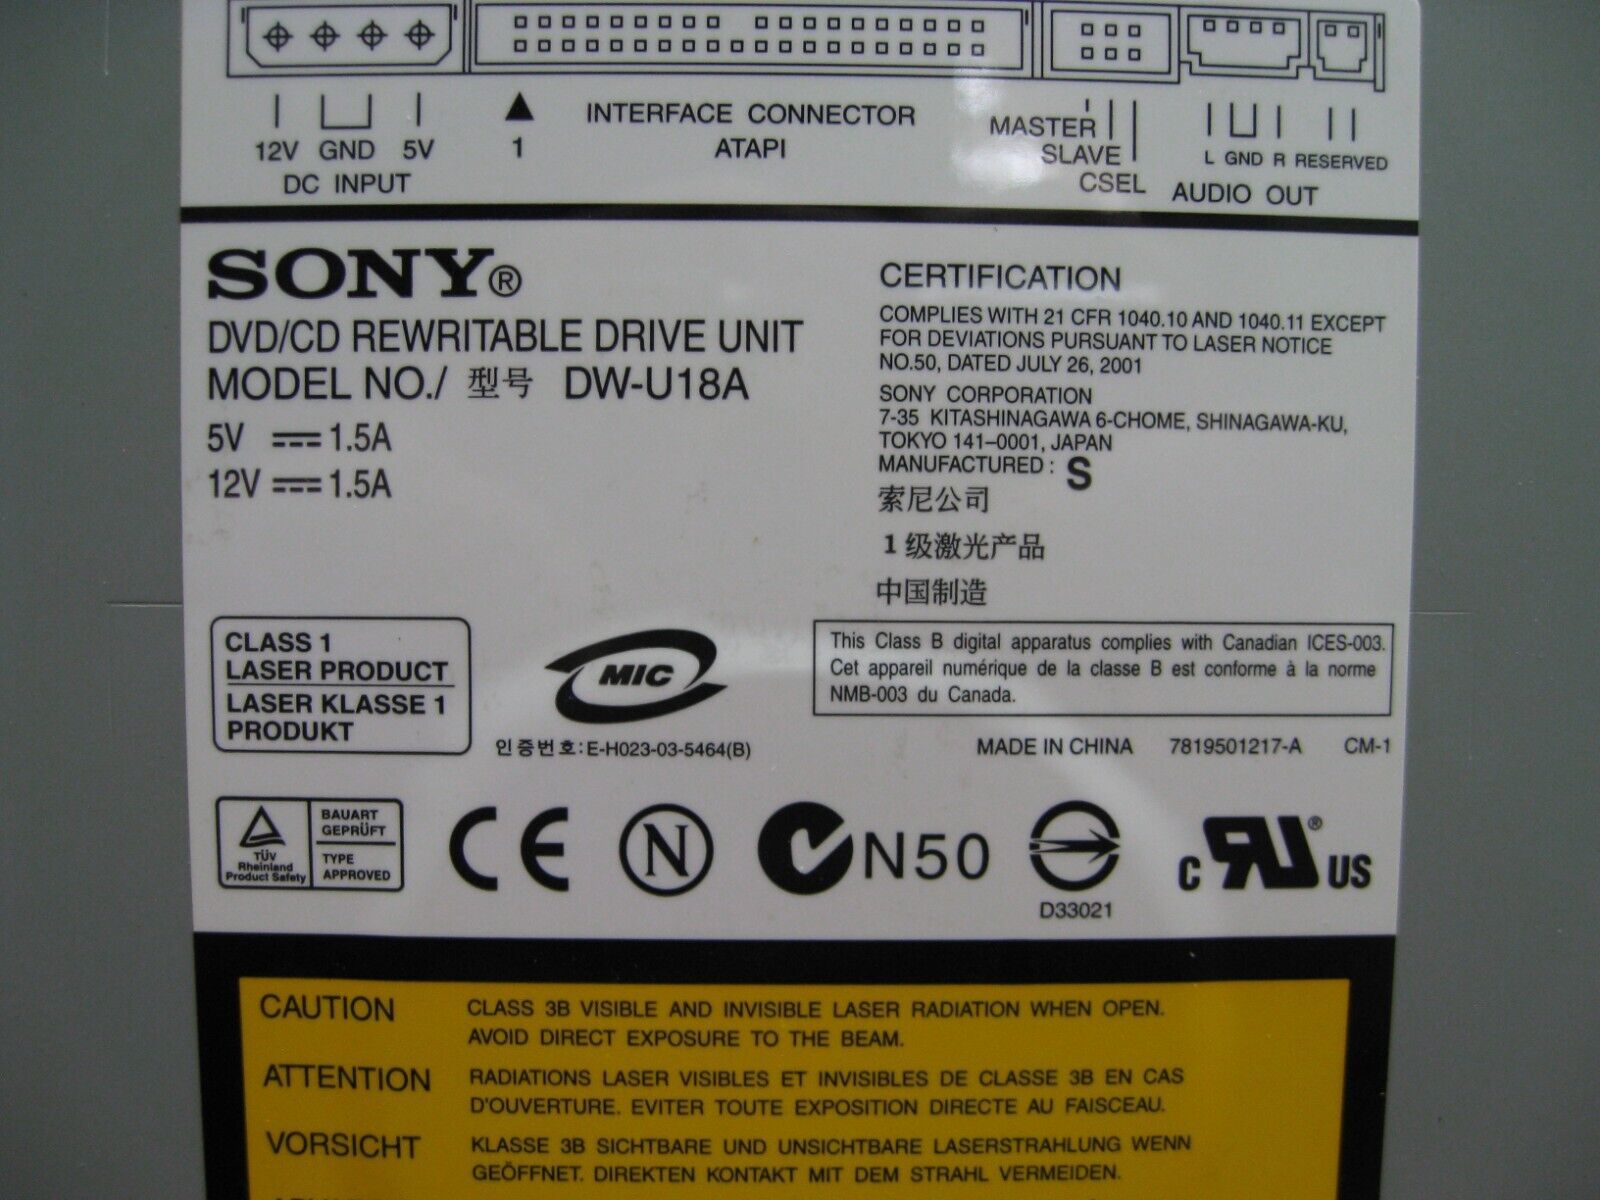 12V GND 5V
DC INPUT
1
INTERFACE CONNECTOR
ATAPI
MASTER
SLAVE
CSEL
L GND R RESERVED
AUDIO OUT
SONY®
DVD/CD REWRITABLE DRIVE UNIT
MODEL NO./ 型号 DW-U18A
5V ⎓ 1.5A
12V ⎓ 1.5A
CERTIFICATION
COMPLIES WITH 21 CFR 1040.10 AND 1040.11 EXCEPT
FOR DEVIATIONS PURSUANT TO LASER NOTICE
NO.50, DATED JULY 26, 2001
SONY CORPORATION
7-35 KITASHINAGAWA 6-CHOME, SHINAGAWA-KU,
TOKYO 141–0001, JAPAN
MANUFACTURED : S
索尼公司
1级激光产品
中国制造
CLASS 1
LASER PRODUCT
LASER KLASSE 1
PRODUKT
MIC
인증번호:E-H023-03-5464(B)
This Class B digital apparatus complies with Canadian ICES-003.
Cet appareil numérique de la classe B est conforme à la norme
NMB-003 du Canada.
MADE IN CHINA 7819501217-A CM-1
TÜV
Rheinland
Product Safety
BAUART
GEPRÜFT
TYPE
APPROVED
CE
N
N50
D33021
c RU® US
CAUTION CLASS 3B VISIBLE AND INVISIBLE LASER RADIATION WHEN OPEN.
AVOID DIRECT EXPOSURE TO THE BEAM.
ATTENTION RADIATIONS LASER VISIBLES ET INVISIBLES DE CLASSE 3B EN CAS
D'OUVERTURE. EVITER TOUTE EXPOSITION DIRECTE AU FAISCEAU.
VORSICHT KLASSE 3B SICHTBARE UND UNSICHTBARE LASERSTRAHLUNG WENN
GEÖFFNET. DIREKTEN KONTAKT MIT DEM STRAHL VERMEIDEN.